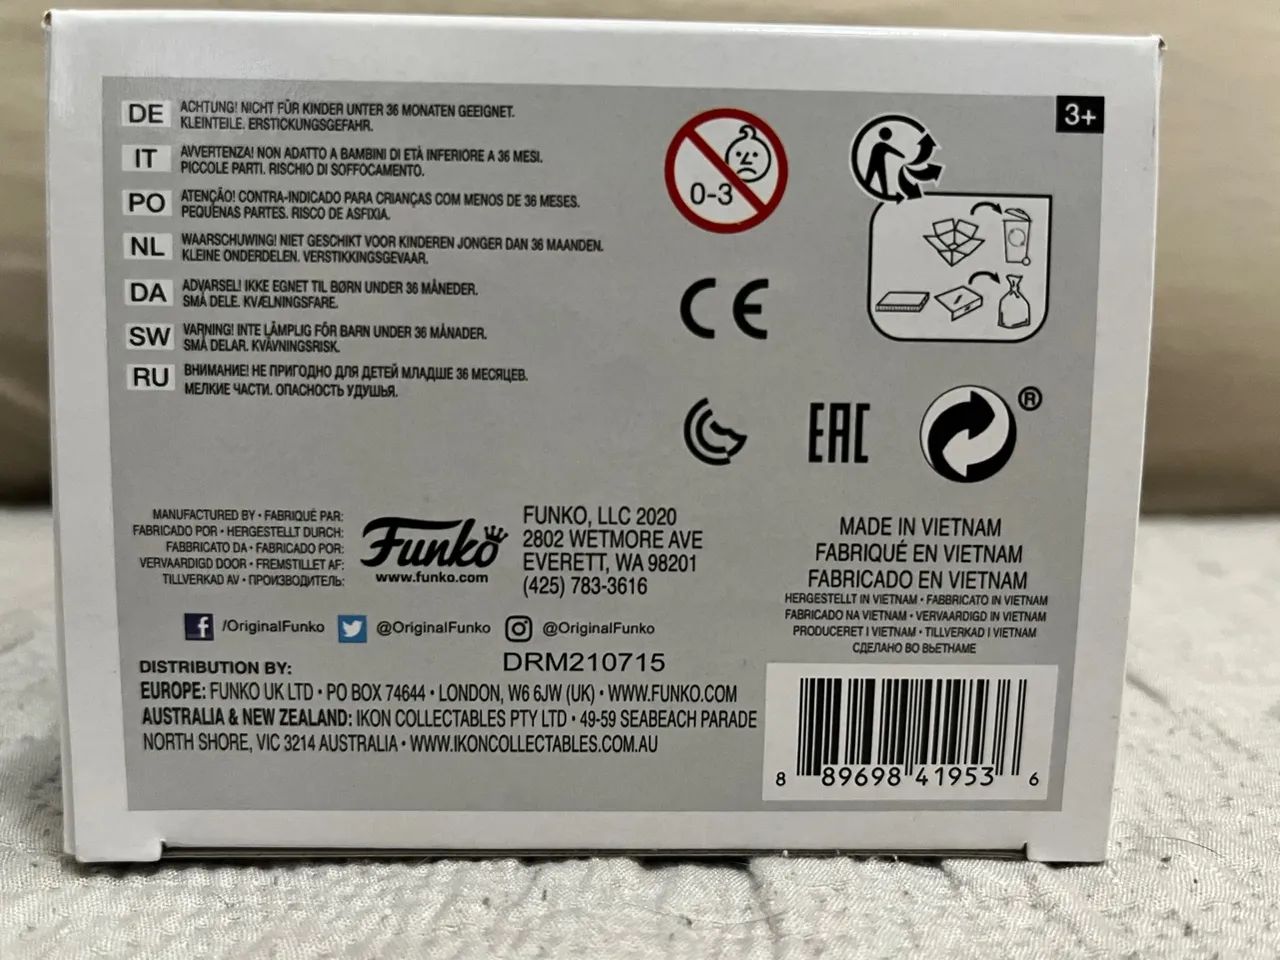 3+
DE ACHTUNG! NICHT FÜR KINDER UNTER 36 MONATEN GEEIGNET.
KLEINTEILE. ERSTICKUNGSGEFAHR.
IT AVVERTENZA! NON ADATTO A BAMBINI DI ETÀ INFERIORE A 36 MESI.
PICCOLE PARTI. RISCHIO DI SOFFOCAMENTO.
PO ATENÇÃO! CONTRA-INDICADO PARA CRIANÇAS COM MENOS DE 36 MESES.
PEQUENAS PARTES. RISCO DE ASFIXIA.
NL WAARSCHUWING! NIET GESCHIKT VOOR KINDEREN JONGER DAN 36 MAANDEN.
KLEINE ONDERDELEN. VERSTIKKINGSGEVAAR.
DA ADVARSEL! IKKE EGNET TIL BØRN UNDER 36 MÅNEDER.
SMÅ DELE. KVÆLNINGSFARE.
SW VARNING! INTE LÄMPLIG FÖR BARN UNDER 36 MÅNADER.
SMÅ DELAR. KVÄVNINGSRISK.
RU ВНИМАНИЕ! НЕ ПРИГОДНО ДЛЯ ДЕТЕЙ МЛАДШЕ 36 МЕСЯЦЕВ.
МЕЛКИЕ ЧАСТИ. ОПАСНОСТЬ УДУШЬЯ.
0-3
CE
EAC
®
MANUFACTURED BY • FABRIQUÉ PAR:
FABRICADO POR • HERGESTELLT DURCH:
FABBRICATO DA • FABRICADO POR:
VERVAARDIGD DOOR • FREMSTILLET AF:
TILLVERKAD AV • ПРОИЗВОДИТЕЛЬ:
Funko
www.funko.com
FUNKO, LLC 2020
2802 WETMORE AVE
EVERETT, WA 98201
(425) 783-3616
f /OriginalFunko @OriginalFunko @OriginalFunko
DRM210715
DISTRIBUTION BY:
EUROPE: FUNKO UK LTD • PO BOX 74644 • LONDON, W6 6JW (UK) • WWW.FUNKO.COM
AUSTRALIA & NEW ZEALAND: IKON COLLECTABLES PTY LTD • 49-59 SEABEACH PARADE
NORTH SHORE, VIC 3214 AUSTRALIA • WWW.IKONCOLLECTABLES.COM.AU
MADE IN VIETNAM
FABRIQUÉ EN VIETNAM
FABRICADO EN VIETNAM
HERGESTELLT IN VIETNAM • FABBRICATO IN VIETNAM
FABRICADO NA VIETNAM • VERVAARDIGD IN VIETNAM
PRODUCERET I VIETNAM • TILLVERKAD I VIETNAM
СДЕЛАНО ВО ВЬЕТНАМЕ
8 89698 41953 6